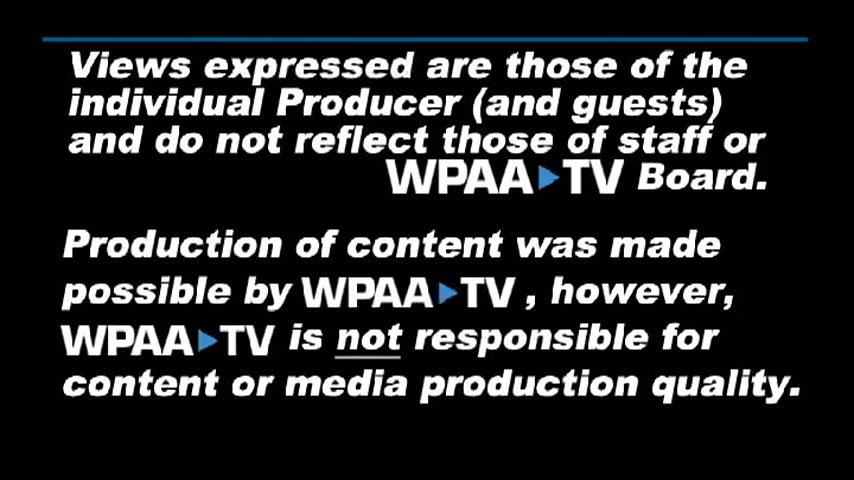 Views expressed are those of the
individual Producer (and guests)
and do not reflect those of staff or
WPAA▶TV Board.
Production of content was made
possible by WPAA▶TV , however,
WPAA▶TV is not responsible for
content or media production quality.